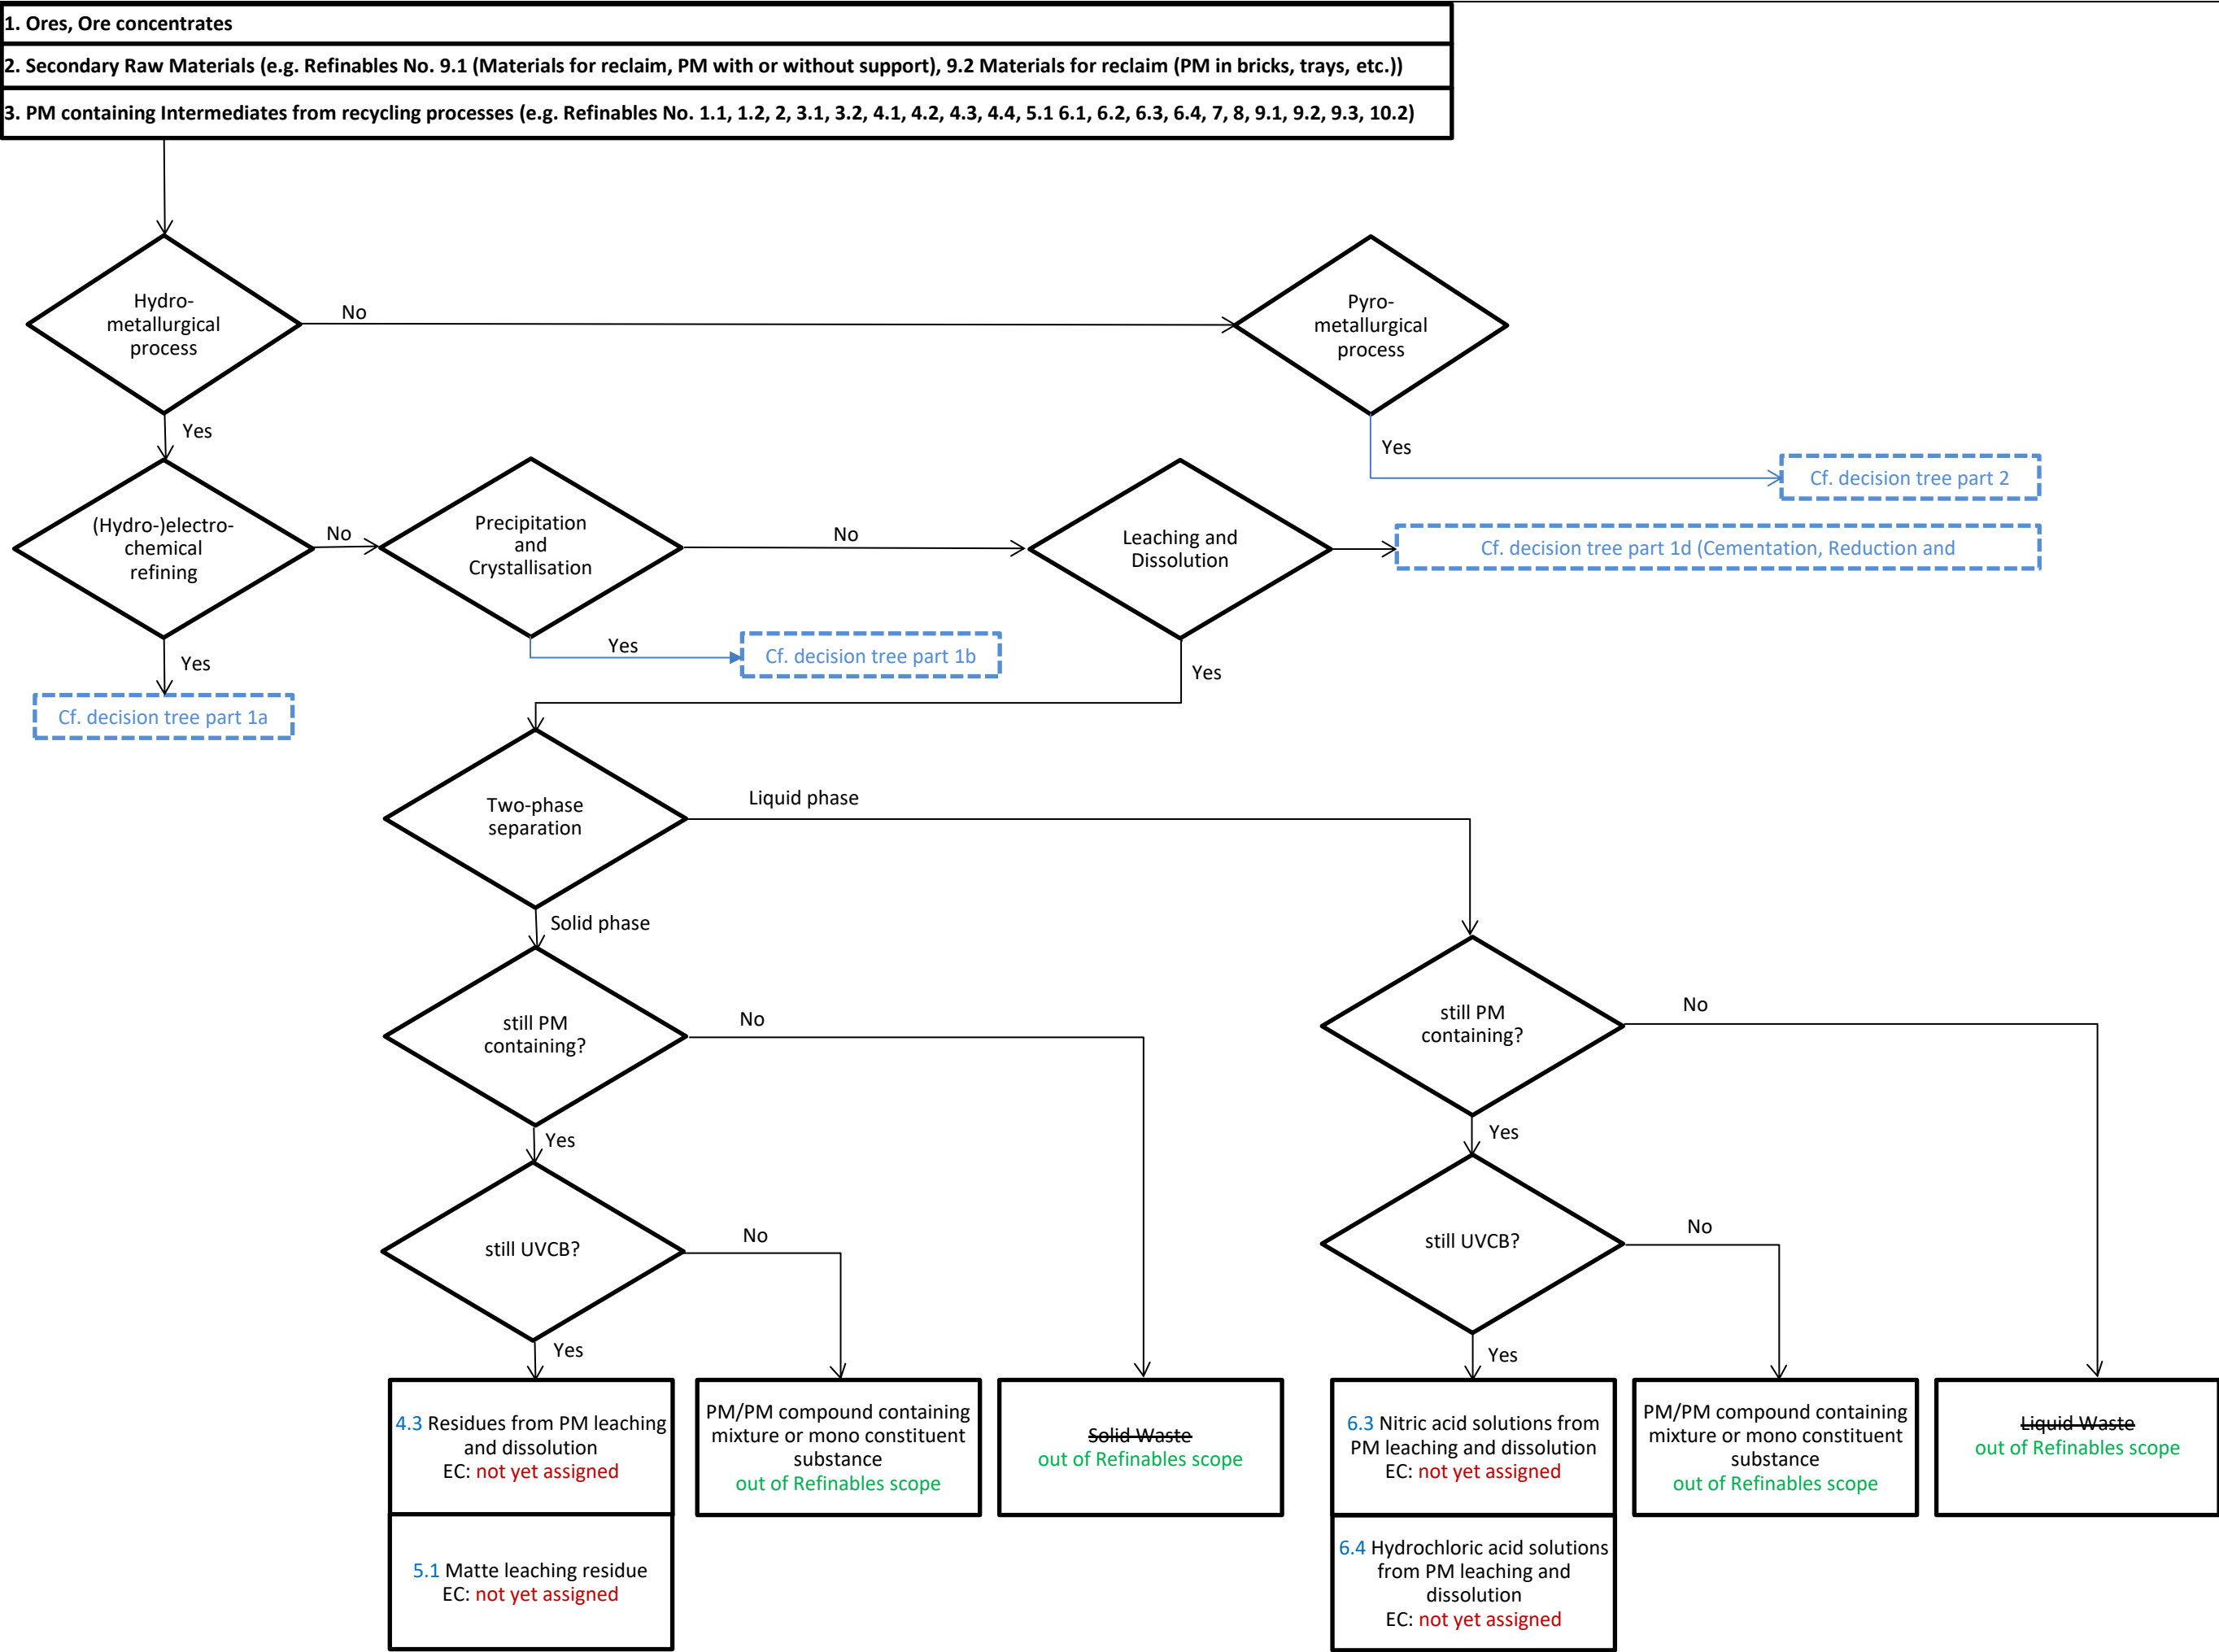 1. Ores, Ore concentrates
2. Secondary Raw Materials (e.g. Refinables No. 9.1 (Materials for reclaim, PM with or without support), 9.2 Materials for reclaim (PM in bricks, trays, etc.))
3. PM containing Intermediates from recycling processes (e.g. Refinables No. 1.1, 1.2, 2, 3.1, 3.2, 4.1, 4.2, 4.3, 4.4, 5.1 6.1, 6.2, 6.3, 6.4, 7, 8, 9.1, 9.2, 9.3, 10.2)
Hydro-
metallurgical
process
No
Pyro-
metallurgical
process
Yes
Yes
Cf. decision tree part 2
(Hydro-)electro-
chemical
refining
No
Precipitation
and
Crystallisation
No
Leaching and
Dissolution
Cf. decision tree part 1d (Cementation, Reduction and
Yes
Cf. decision tree part 1a
Yes
Cf. decision tree part 1b
Yes
Two-phase
separation
Liquid phase
Solid phase
still PM
containing?
No
still PM
containing?
No
Yes
Yes
still UVCB?
No
still UVCB?
No
Yes
Yes
4.3 Residues from PM leaching
and dissolution
EC: not yet assigned
PM/PM compound containing
mixture or mono constituent
substance
out of Refinables scope
Solid Waste
out of Refinables scope
6.3 Nitric acid solutions from
PM leaching and dissolution
EC: not yet assigned
PM/PM compound containing
mixture or mono constituent
substance
out of Refinables scope
Liquid Waste
out of Refinables scope
5.1 Matte leaching residue
EC: not yet assigned
6.4 Hydrochloric acid solutions
from PM leaching and
dissolution
EC: not yet assigned